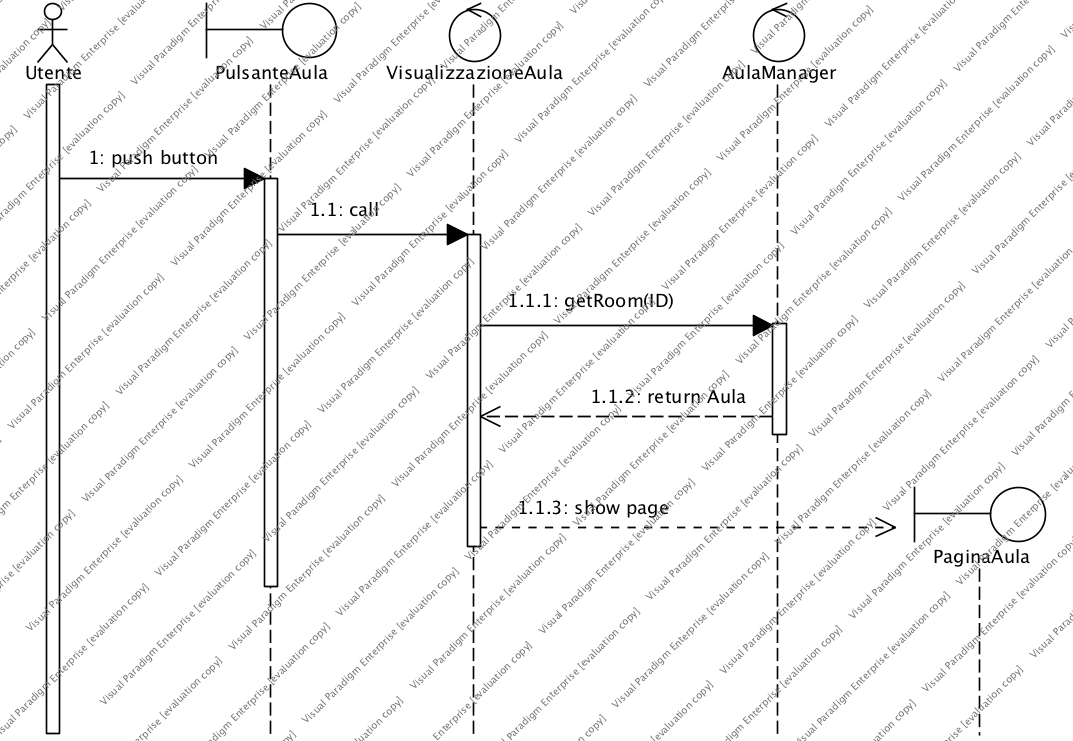 Utente
PulsanteAula
VisualizzazioneAula
AulaManager
1: push button
1.1: call
1.1.1: getRoom(ID)
1.1.2: return Aula
1.1.3: show page
PaginaAula
Visual Paradigm Enterprise [evaluation copy]